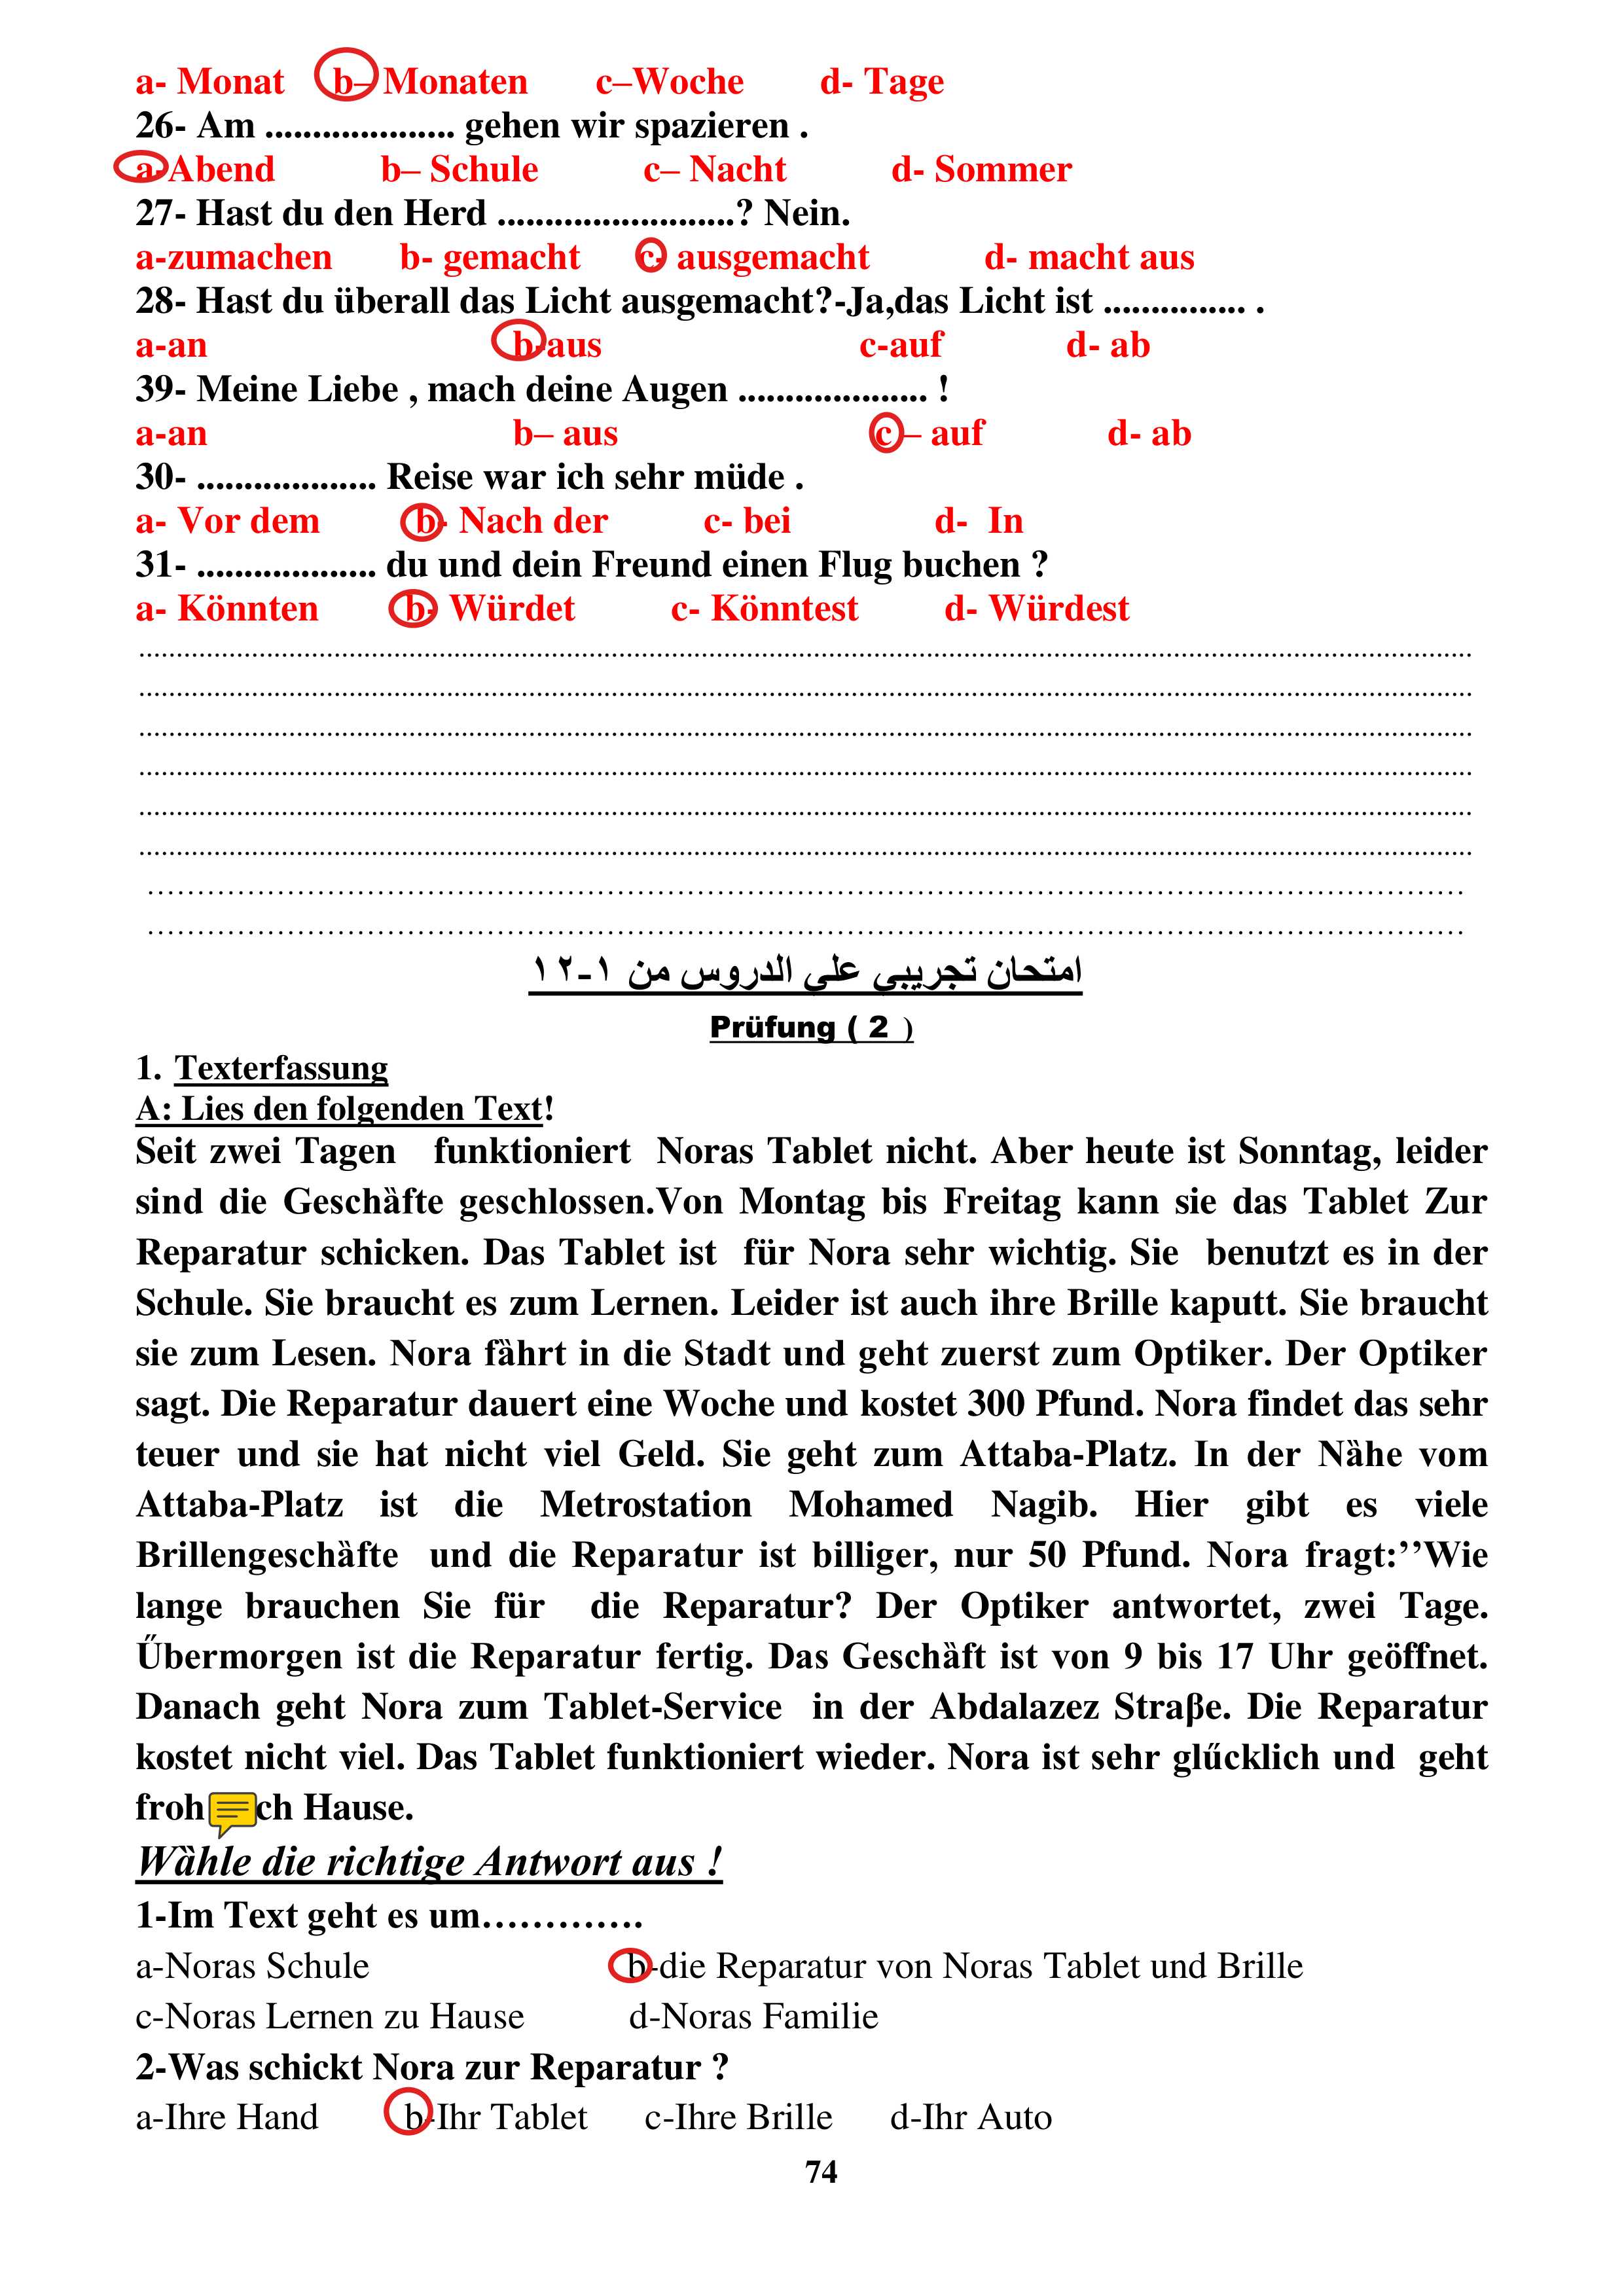 a- Monat b– Monaten c–Woche d- Tage
26- Am .................... gehen wir spazieren .
a-Abend b– Schule c– Nacht d- Sommer
27- Hast du den Herd .........................? Nein.
a-zumachen b- gemacht c- ausgemacht d- macht aus
28- Hast du überall das Licht ausgemacht?-Ja,das Licht ist ............... .
a-an b-aus c-auf d- ab
39- Meine Liebe , mach deine Augen .................... !
a-an b– aus c – auf d- ab
30- ................... Reise war ich sehr müde .
a- Vor dem b- Nach der c- bei d- In
31- ................... du und dein Freund einen Flug buchen ?
a- Könnten b- Würdet c- Könntest d- Würdest
امتحان تجريبي علي الدروس من ١-١٢
Prüfung ( 2 )
1. Texterfassung
A: Lies den folgenden Text!
Seit zwei Tagen funktioniert Noras Tablet nicht. Aber heute ist Sonntag, leider
sind die Geschäfte geschlossen.Von Montag bis Freitag kann sie das Tablet Zur
Reparatur schicken. Das Tablet ist für Nora sehr wichtig. Sie benutzt es in der
Schule. Sie braucht es zum Lernen. Leider ist auch ihre Brille kaputt. Sie braucht
sie zum Lesen. Nora fährt in die Stadt und geht zuerst zum Optiker. Der Optiker
sagt. Die Reparatur dauert eine Woche und kostet 300 Pfund. Nora findet das sehr
teuer und sie hat nicht viel Geld. Sie geht zum Attaba-Platz. In der Nähe vom
Attaba-Platz ist die Metrostation Mohamed Nagib. Hier gibt es viele
Brillengeschäfte und die Reparatur ist billiger, nur 50 Pfund. Nora fragt:’’Wie
lange brauchen Sie für die Reparatur? Der Optiker antwortet, zwei Tage.
Űbermorgen ist die Reparatur fertig. Das Geschäft ist von 9 bis 17 Uhr geöffnet.
Danach geht Nora zum Tablet-Service in der Abdalazez Straβe. Die Reparatur
kostet nicht viel. Das Tablet funktioniert wieder. Nora ist sehr glűcklich und geht
froh ch Hause.
Wähle die richtige Antwort aus !
1-Im Text geht es um………….
a-Noras Schule b-die Reparatur von Noras Tablet und Brille
c-Noras Lernen zu Hause d-Noras Familie
2-Was schickt Nora zur Reparatur ?
a-Ihre Hand b-Ihr Tablet c-Ihre Brille d-Ihr Auto
74